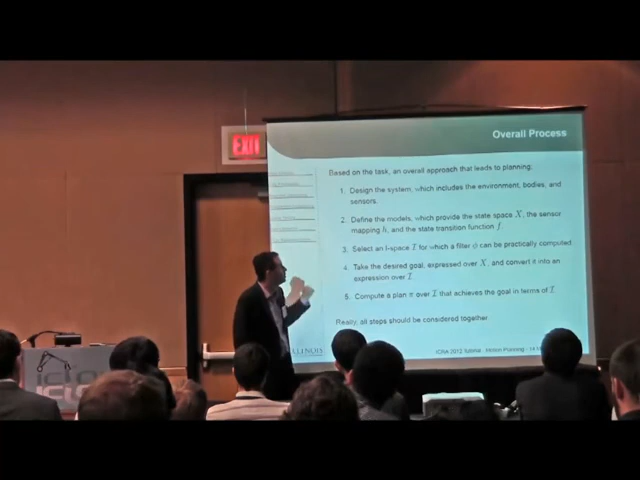 EXIT
Overall Process
Based on the task, an overall approach that leads to planning:
1. Design the system, which includes the environment, bodies, and
sensors.
2. Define the models, which provide the state space X, the sensor
mapping h, and the state transition function f.
3. Select an I-space I for which a filter φ can be practically computed.
4. Take the desired goal, expressed over X, and convert it into an
expression over I.
5. Compute a plan π over I that achieves the goal in terms of I.
Really, all steps should be considered together.
ILLINOIS
ICRA 2012 Tutorial - Motion Planning - 14